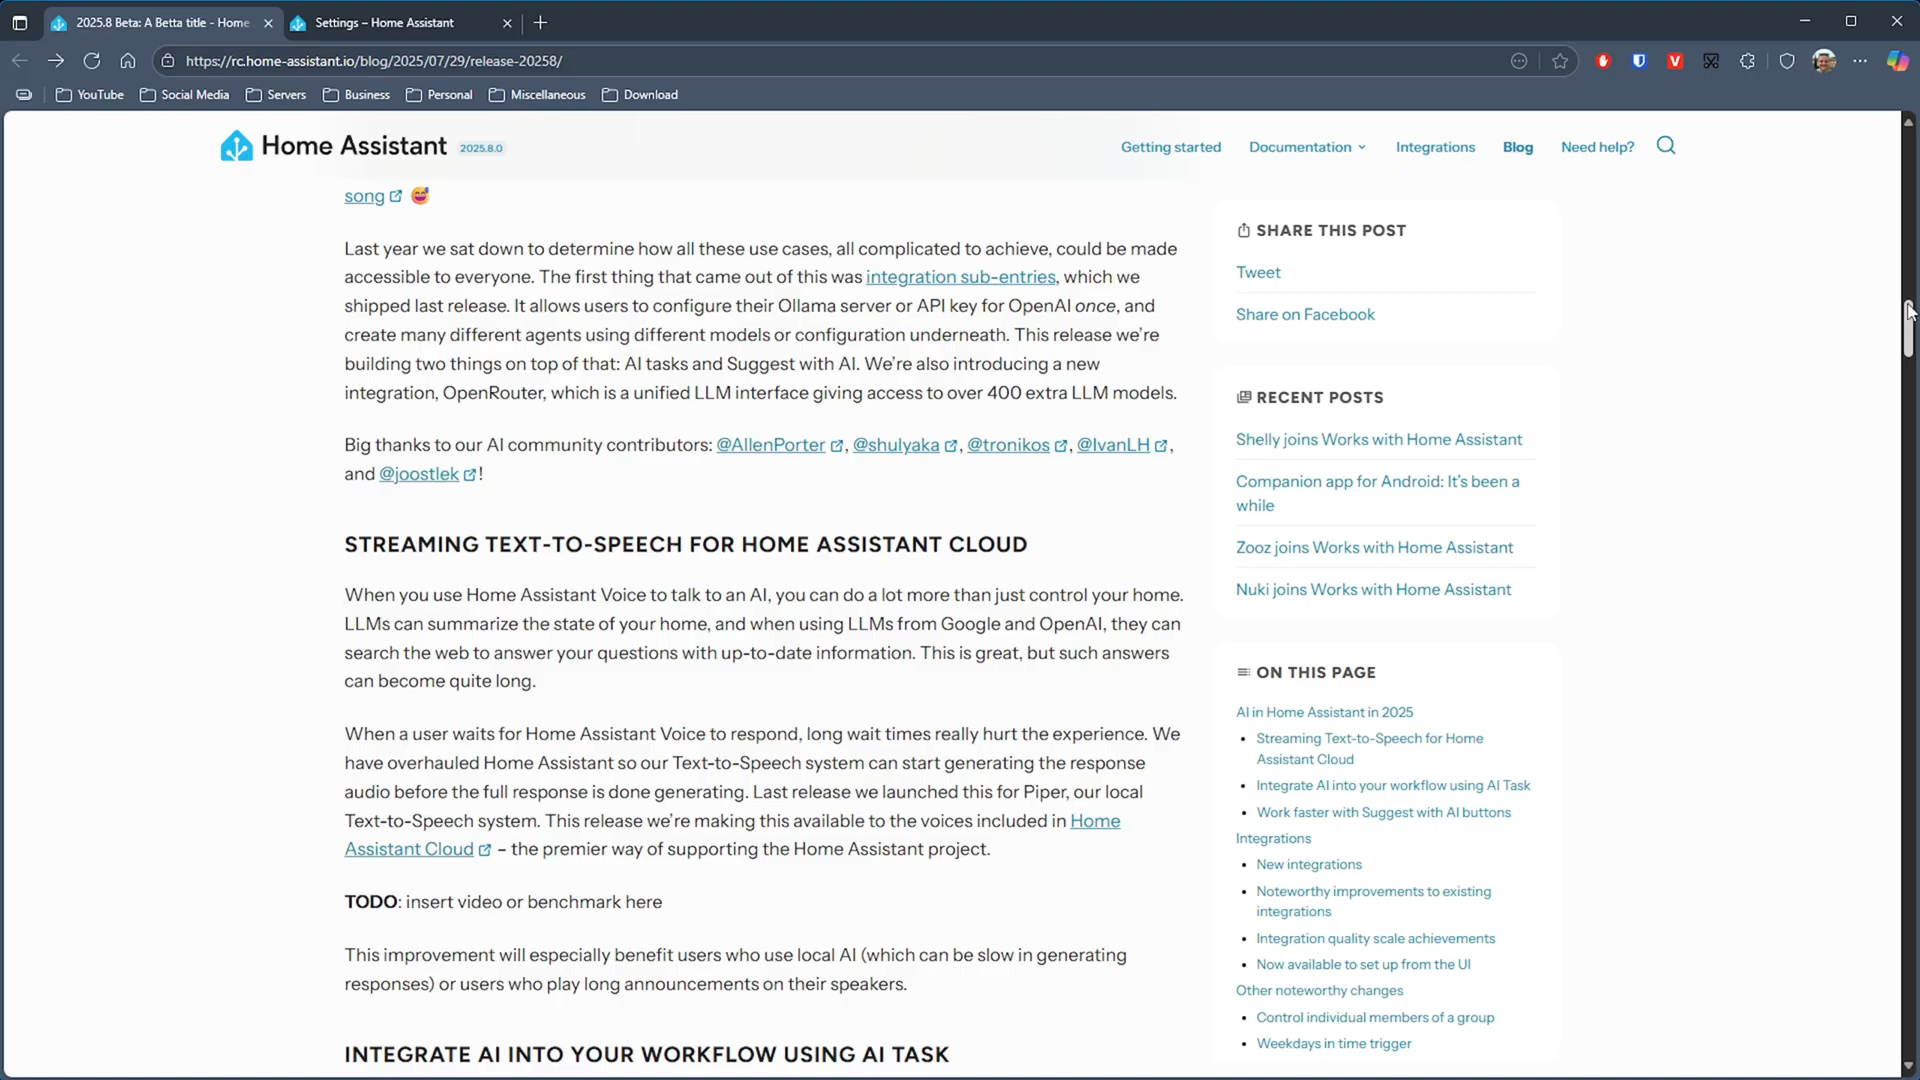 2025.8 Beta: A Betta title - Home
Settings – Home Assistant
https://rc.home-assistant.io/blog/2025/07/29/release-20258/
YouTube
Social Media
Servers
Business
Personal
Miscellaneous
Download
Home Assistant 2025.8.0
Getting started
Documentation
Integrations
Blog
Need help?
song 😅
Last year we sat down to determine how all these use cases, all complicated to achieve, could be made
accessible to everyone. The first thing that came out of this was integration sub-entries, which we
shipped last release. It allows users to configure their Ollama server or API key for OpenAI once, and
create many different agents using different models or configuration underneath. This release we’re
building two things on top of that: AI tasks and Suggest with AI. We’re also introducing a new
integration, OpenRouter, which is a unified LLM interface giving access to over 400 extra LLM models.
Big thanks to our AI community contributors: @AllenPorter, @shulyaka, @tronikos, @IvanLH,
and @joostlek!
STREAMING TEXT-TO-SPEECH FOR HOME ASSISTANT CLOUD
When you use Home Assistant Voice to talk to an AI, you can do a lot more than just control your home.
LLMs can summarize the state of your home, and when using LLMs from Google and OpenAI, they can
search the web to answer your questions with up-to-date information. This is great, but such answers
can become quite long.
When a user waits for Home Assistant Voice to respond, long wait times really hurt the experience. We
have overhauled Home Assistant so our Text-to-Speech system can start generating the response
audio before the full response is done generating. Last release we launched this for Piper, our local
Text-to-Speech system. This release we’re making this available to the voices included in Home
Assistant Cloud – the premier way of supporting the Home Assistant project.
TODO: insert video or benchmark here
This improvement will especially benefit users who use local AI (which can be slow in generating
responses) or users who play long announcements on their speakers.
INTEGRATE AI INTO YOUR WORKFLOW USING AI TASK
SHARE THIS POST
Tweet
Share on Facebook
RECENT POSTS
Shelly joins Works with Home Assistant
Companion app for Android: It’s been a
while
Zooz joins Works with Home Assistant
Nuki joins Works with Home Assistant
ON THIS PAGE
AI in Home Assistant in 2025
• Streaming Text-to-Speech for Home
Assistant Cloud
• Integrate AI into your workflow using AI Task
• Work faster with Suggest with AI buttons
Integrations
• New integrations
• Noteworthy improvements to existing
integrations
• Integration quality scale achievements
• Now available to set up from the UI
Other noteworthy changes
• Control individual members of a group
• Weekdays in time trigger